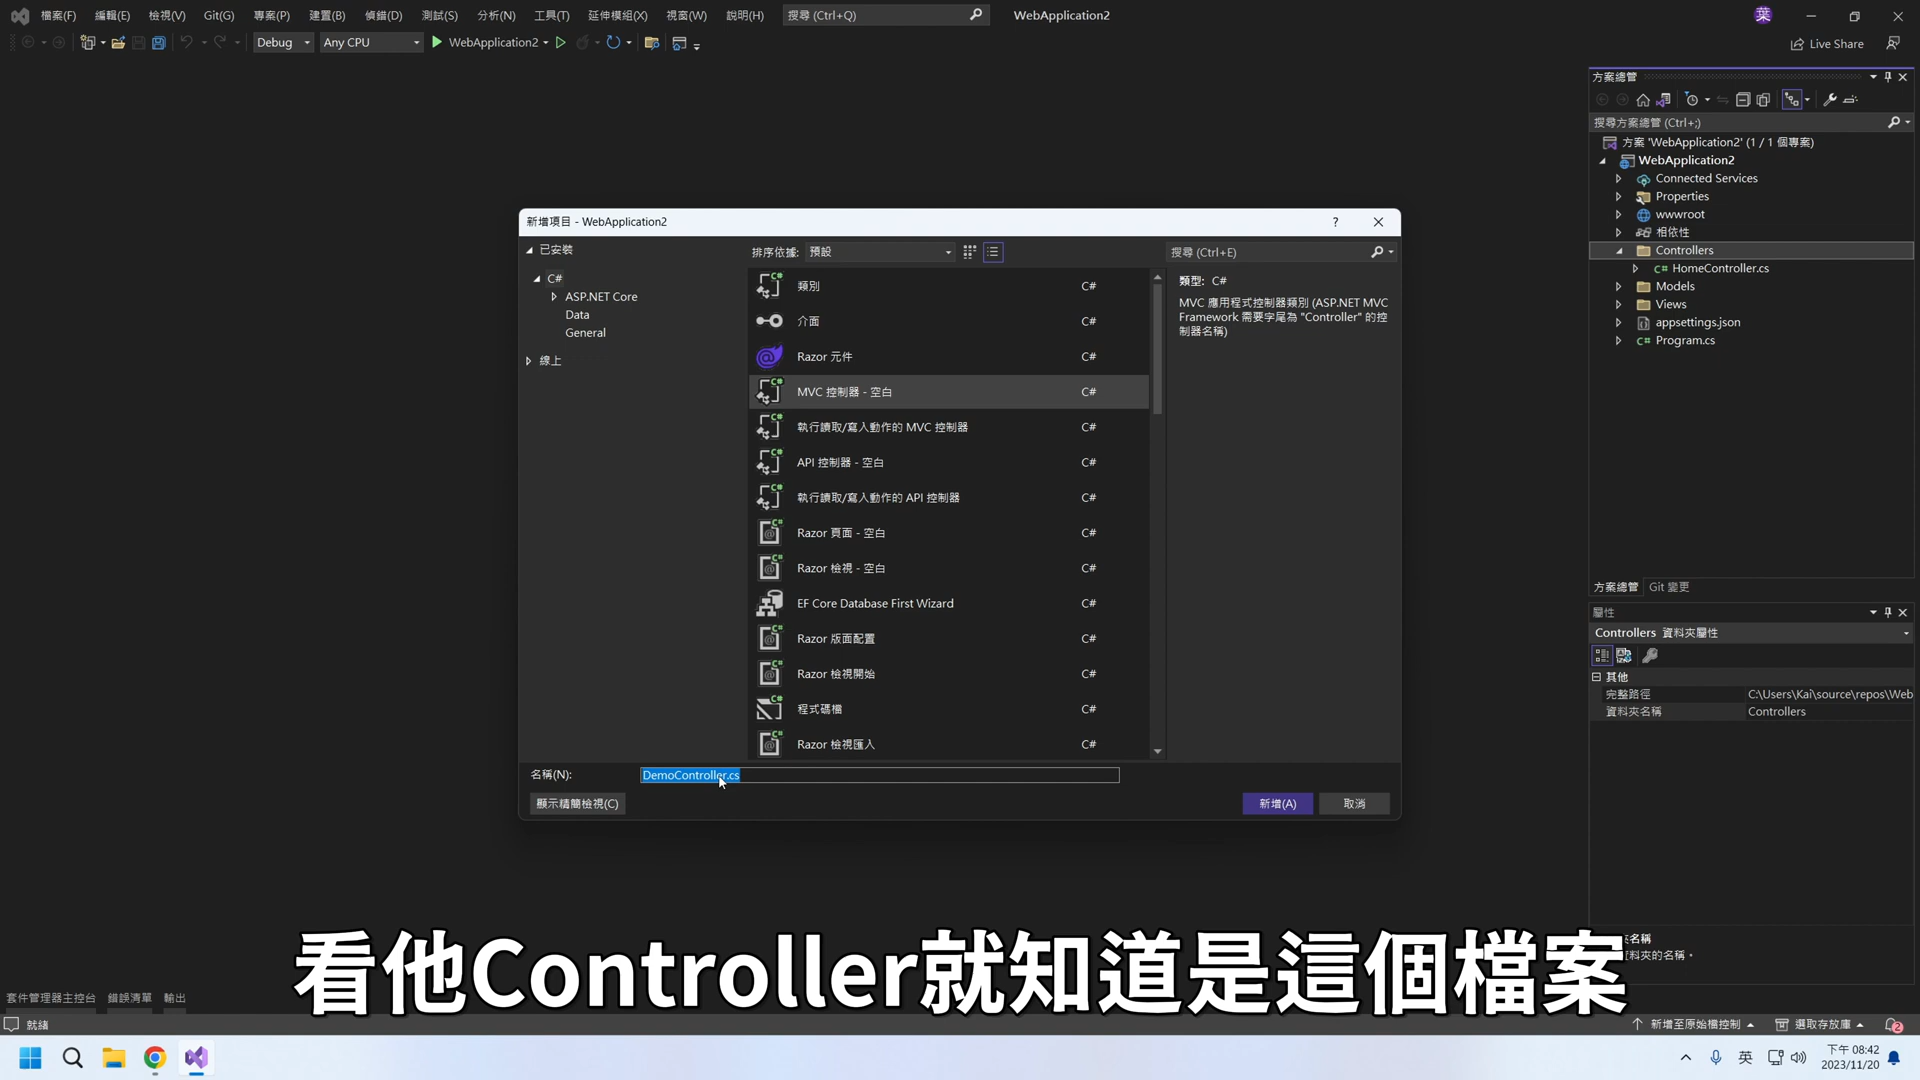 檔案(F) 編輯(E) 檢視(V) Git(G) 專案(P) 建置(B) 偵錯(D) 測試(S) 分析(N) 工具(T) 延伸模組(X) 視窗(W) 說明(H) 搜尋 (Ctrl+Q) WebApplication2 葉
Debug Any CPU WebApplication2 Live Share
方案總管
搜尋方案總管 (Ctrl+;)
方案 'WebApplication2' (1 / 1 個專案)
WebApplication2
Connected Services
Properties
wwwroot
相依性
Controllers
C# HomeController.cs
Models
Views
appsettings.json
C# Program.cs
新增項目 - WebApplication2 ?
已安裝
C#
ASP.NET Core
Data
General
線上
排序依據: 預設
類別 C#
介面 C#
Razor 元件 C#
MVC 控制器 - 空白 C#
執行讀取/寫入動作的 MVC 控制器 C#
API 控制器 - 空白 C#
執行讀取/寫入動作的 API 控制器 C#
Razor 頁面 - 空白 C#
Razor 檢視 - 空白 C#
EF Core Database First Wizard C#
Razor 版面配置 C#
Razor 檢視開始 C#
程式碼檔 C#
Razor 檢視匯入 C#
搜尋 (Ctrl+E)
類型: C#
MVC 應用程式控制器類別 (ASP.NET MVC
Framework 需要字尾為 "Controller" 的控
制器名稱)
名稱(N): DemoController.cs
顯示精簡檢視(C) 新增(A) 取消
方案總管 Git 變更
屬性
Controllers 資料夾屬性
其他
完整路徑 C:\Users\Kai\source\repos\Web
資料夾名稱 Controllers
名稱
資料夾的名稱。
看他Controller就知道是這個檔案
套件管理器主控台 錯誤清單 輸出
就緒 新增至原始檔控制 選取存放庫 2
英 下午 08:42
2023/11/20